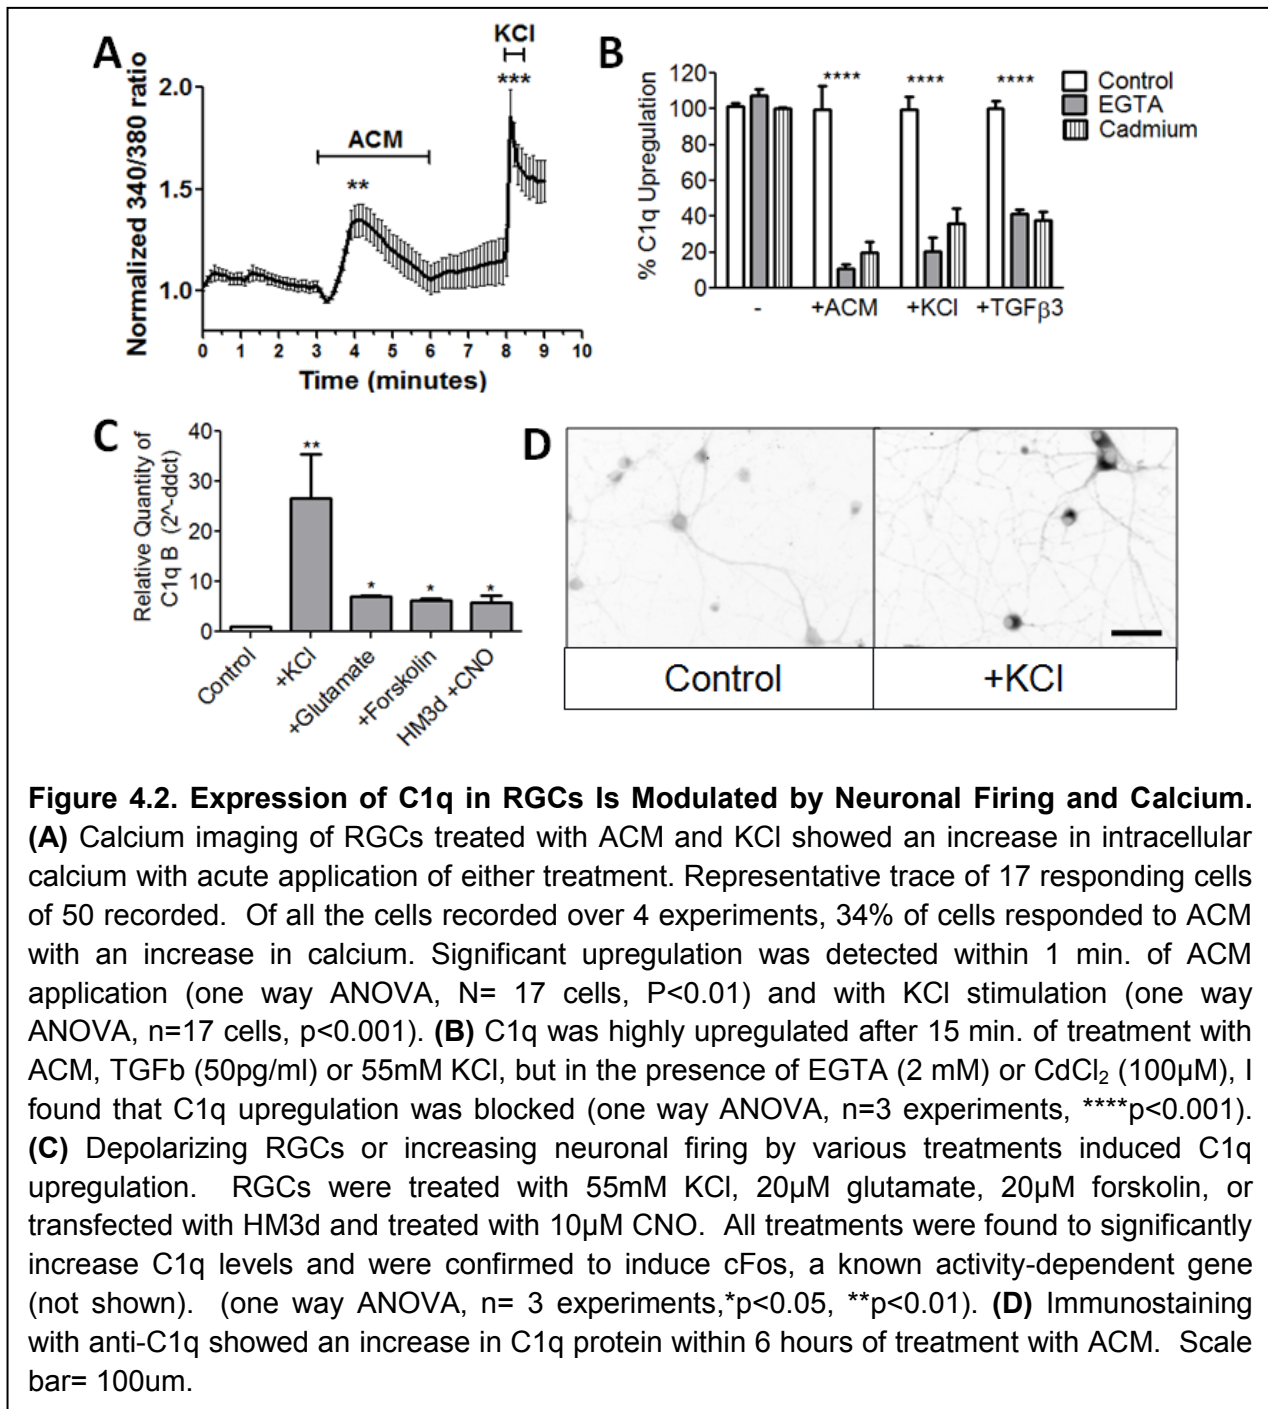 A
Normalized 340/380 ratio
2.0
1.5
1.0
ACM
**
KCl
***
0 1 2 3 4 5 6 7 8 9 10
Time (minutes)
B
% C1q Upregulation
120
100
80
60
40
20
0
**** **** ****
- +ACM +KCl +TGFβ3
Control
EGTA
Cadmium
C
Relative Quantity of
C1q B (2^-ddct)
40
30
20
10
0
**
*
*
*
Control
+KCl
+Glutamate
+Forskolin
HM3d +CNO
D
Control
+KCl
Figure 4.2. Expression of C1q in RGCs Is Modulated by Neuronal Firing and Calcium.
(A) Calcium imaging of RGCs treated with ACM and KCl showed an increase in intracellular
calcium with acute application of either treatment. Representative trace of 17 responding cells
of 50 recorded. Of all the cells recorded over 4 experiments, 34% of cells responded to ACM
with an increase in calcium. Significant upregulation was detected within 1 min. of ACM
application (one way ANOVA, N= 17 cells, P<0.01) and with KCl stimulation (one way
ANOVA, n=17 cells, p<0.001). (B) C1q was highly upregulated after 15 min. of treatment with
ACM, TGFb (50pg/ml) or 55mM KCl, but in the presence of EGTA (2 mM) or CdCl₂ (100µM), I
found that C1q upregulation was blocked (one way ANOVA, n=3 experiments, ****p<0.001).
(C) Depolarizing RGCs or increasing neuronal firing by various treatments induced C1q
upregulation. RGCs were treated with 55mM KCl, 20µM glutamate, 20µM forskolin, or
transfected with HM3d and treated with 10µM CNO. All treatments were found to significantly
increase C1q levels and were confirmed to induce cFos, a known activity-dependent gene
(not shown). (one way ANOVA, n= 3 experiments,*p<0.05, **p<0.01). (D) Immunostaining
with anti-C1q showed an increase in C1q protein within 6 hours of treatment with ACM. Scale
bar= 100um.